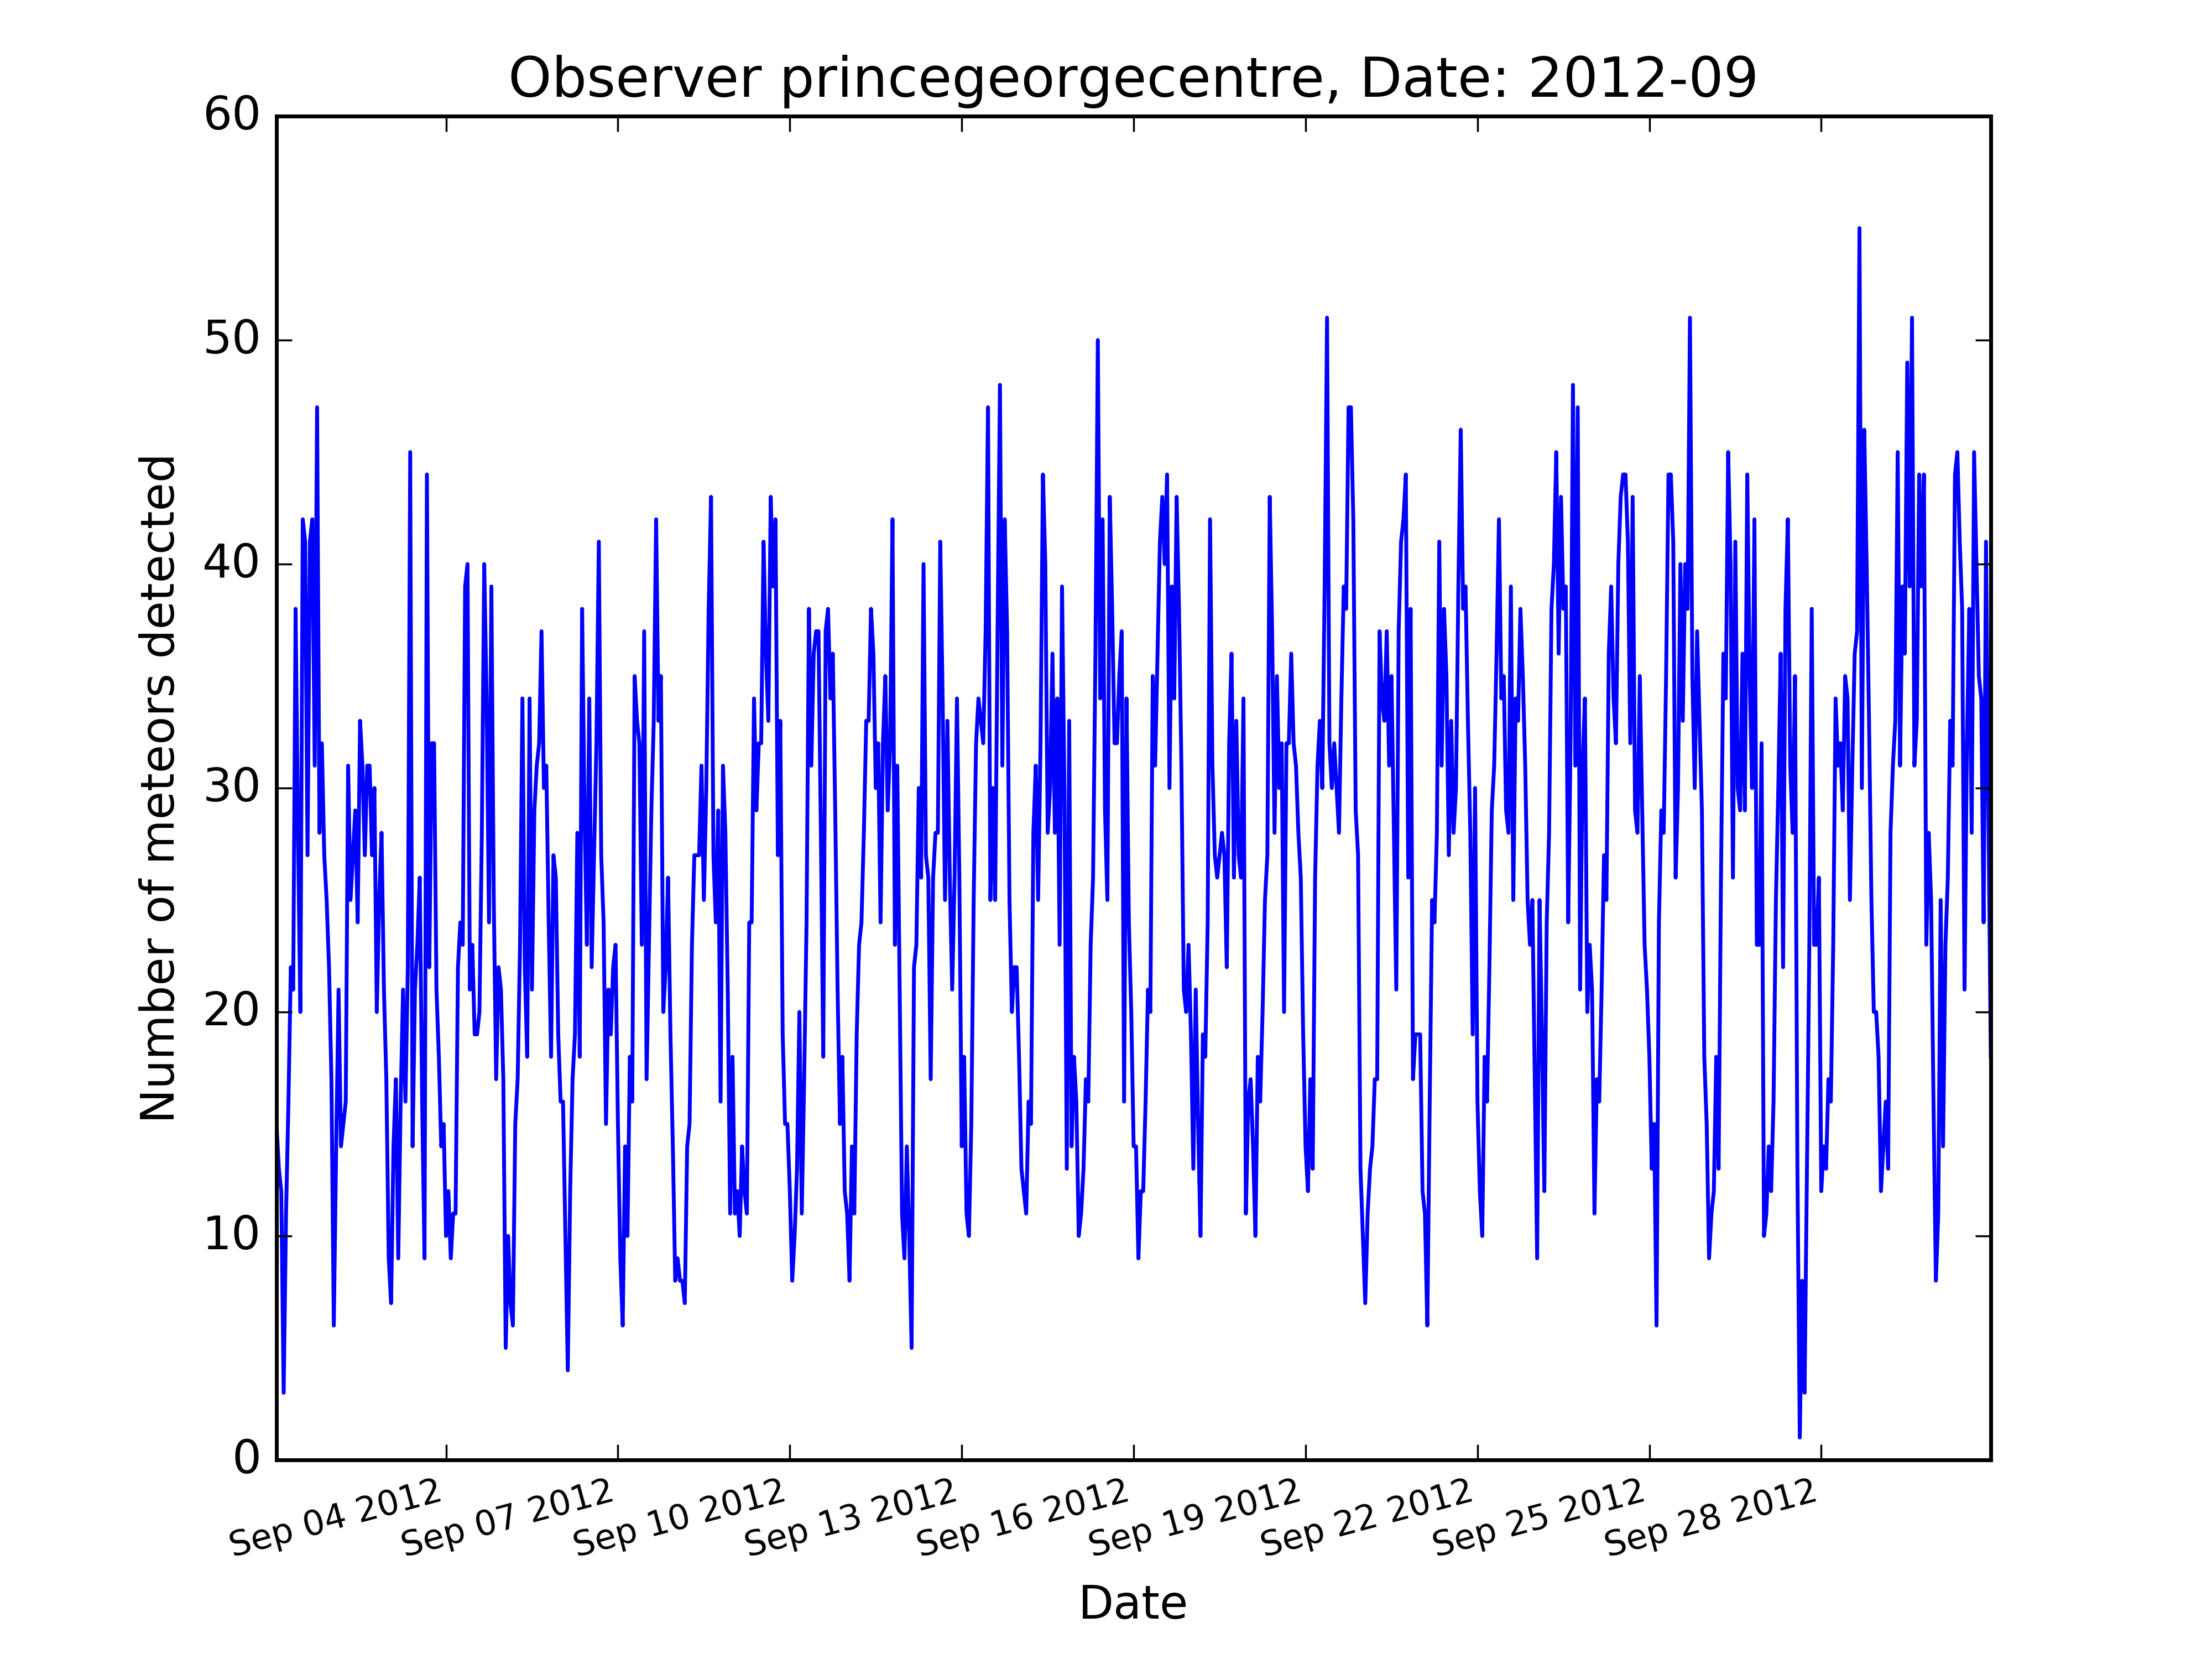 Observer princegeorgecentre, Date: 2012-09
Number of meteors detected
60
50
40
30
20
10
0
Sep 04 2012
Sep 07 2012
Sep 10 2012
Sep 13 2012
Sep 16 2012
Sep 19 2012
Sep 22 2012
Sep 25 2012
Sep 28 2012
Date